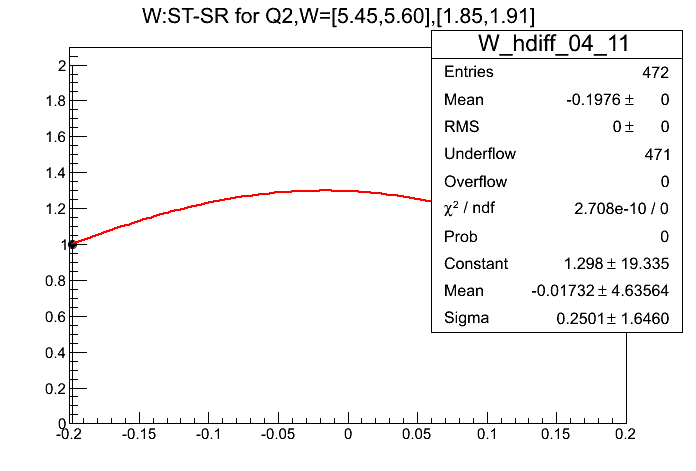 W:ST-SR for Q2,W=[5.45,5.60],[1.85,1.91]
W_hdiff_04_11
Entries 472
Mean -0.1976 ± 0
RMS 0 ± 0
Underflow 471
Overflow 0
χ² / ndf 2.708e-10 / 0
Prob 0
Constant 1.298 ± 19.335
Mean -0.01732 ± 4.63564
Sigma 0.2501 ± 1.6460
2
1.8
1.6
1.4
1.2
1
0.8
0.6
0.4
0.2
0
-0.2 -0.15 -0.1 -0.05 0 0.05 0.1 0.15 0.2